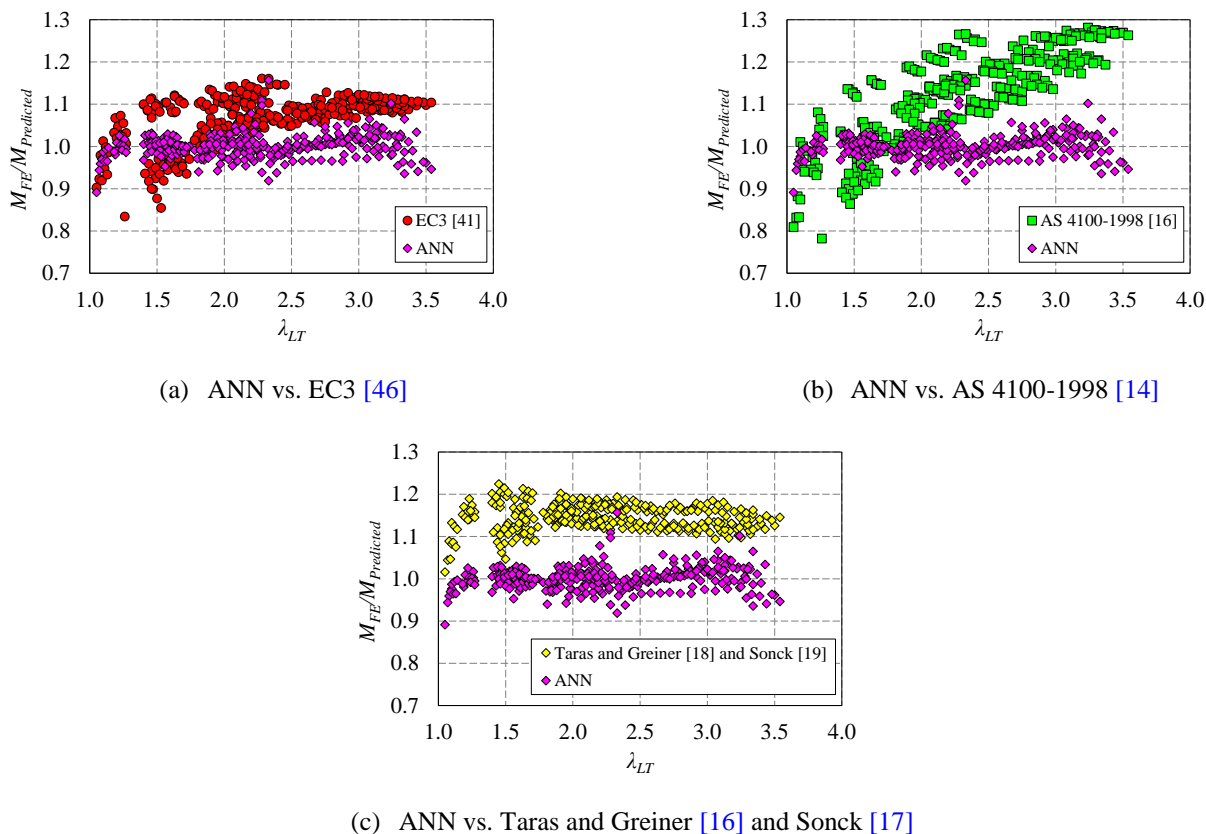 1.3
1.2
1.1
1.0
0.9
0.8
0.7
M_FE/M_Predicted
EC3 [41]
ANN
1.0 1.5 2.0 2.5 3.0 3.5 4.0
λ_LT
(a) ANN vs. EC3 [46]
1.3
1.2
1.1
1.0
0.9
0.8
0.7
M_FE/M_Predicted
AS 4100-1998 [16]
ANN
1.0 1.5 2.0 2.5 3.0 3.5 4.0
λ_LT
(b) ANN vs. AS 4100-1998 [14]
1.3
1.2
1.1
1.0
0.9
0.8
0.7
M_FE/M_Predicted
Taras and Greiner [18] and Sonck [19]
ANN
1.0 1.5 2.0 2.5 3.0 3.5 4.0
λ_LT
(c) ANN vs. Taras and Greiner [16] and Sonck [17]